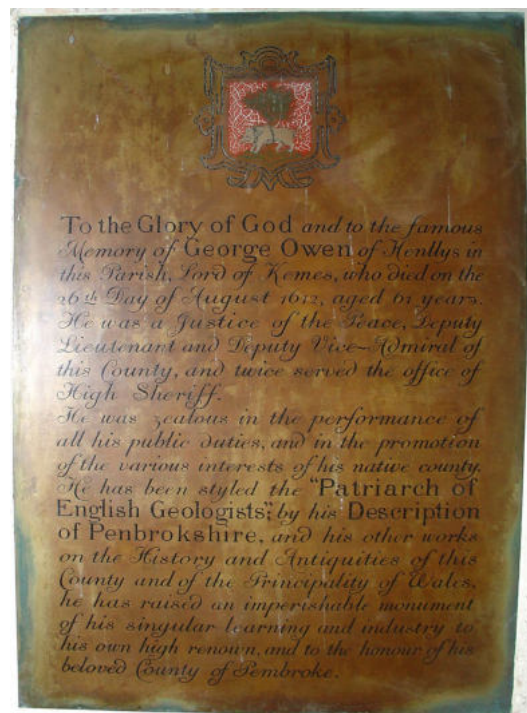 To the Glory of God and to the famous
Memory of George Owen of Henllys in
this Parish, Lord of Kemes, who died on the
26th Day of August 1612, aged 61 years.
He was a Justice of the Peace, Deputy
Lieutenant and Deputy Vice-Admiral of
this County, and twice served the office of
High Sheriff.
He was zealous in the performance of
all his public duties, and in the promotion
of the various interests of his native county.
He has been styled the "Patriarch of
English Geologists"; by his Description
of Penbrokshire, and his other works
on the History and Antiquities of this
County and of the Principality of Wales,
he has raised an imperishable monument
of his singular learning and industry to
his own high renown, and to the honour of his
beloved County of Pembroke.